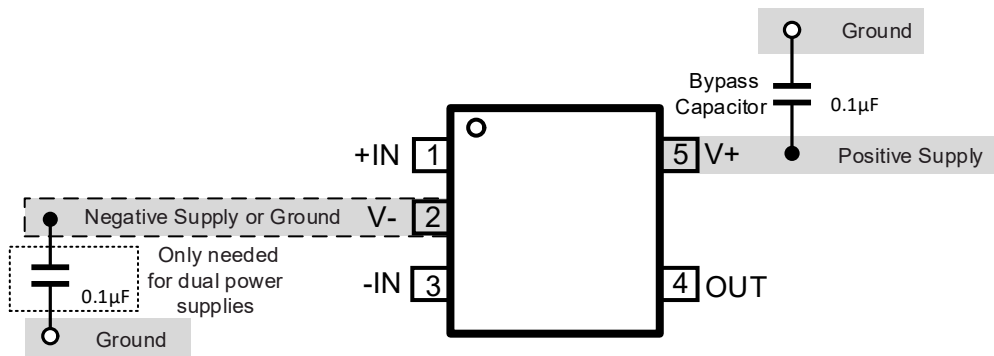 Ground
Bypass
Capacitor
0.1µF
+IN 1
5 V+
Positive Supply
Negative Supply or Ground
V- 2
Only needed
for dual power
supplies
0.1µF
-IN 3
4 OUT
Ground